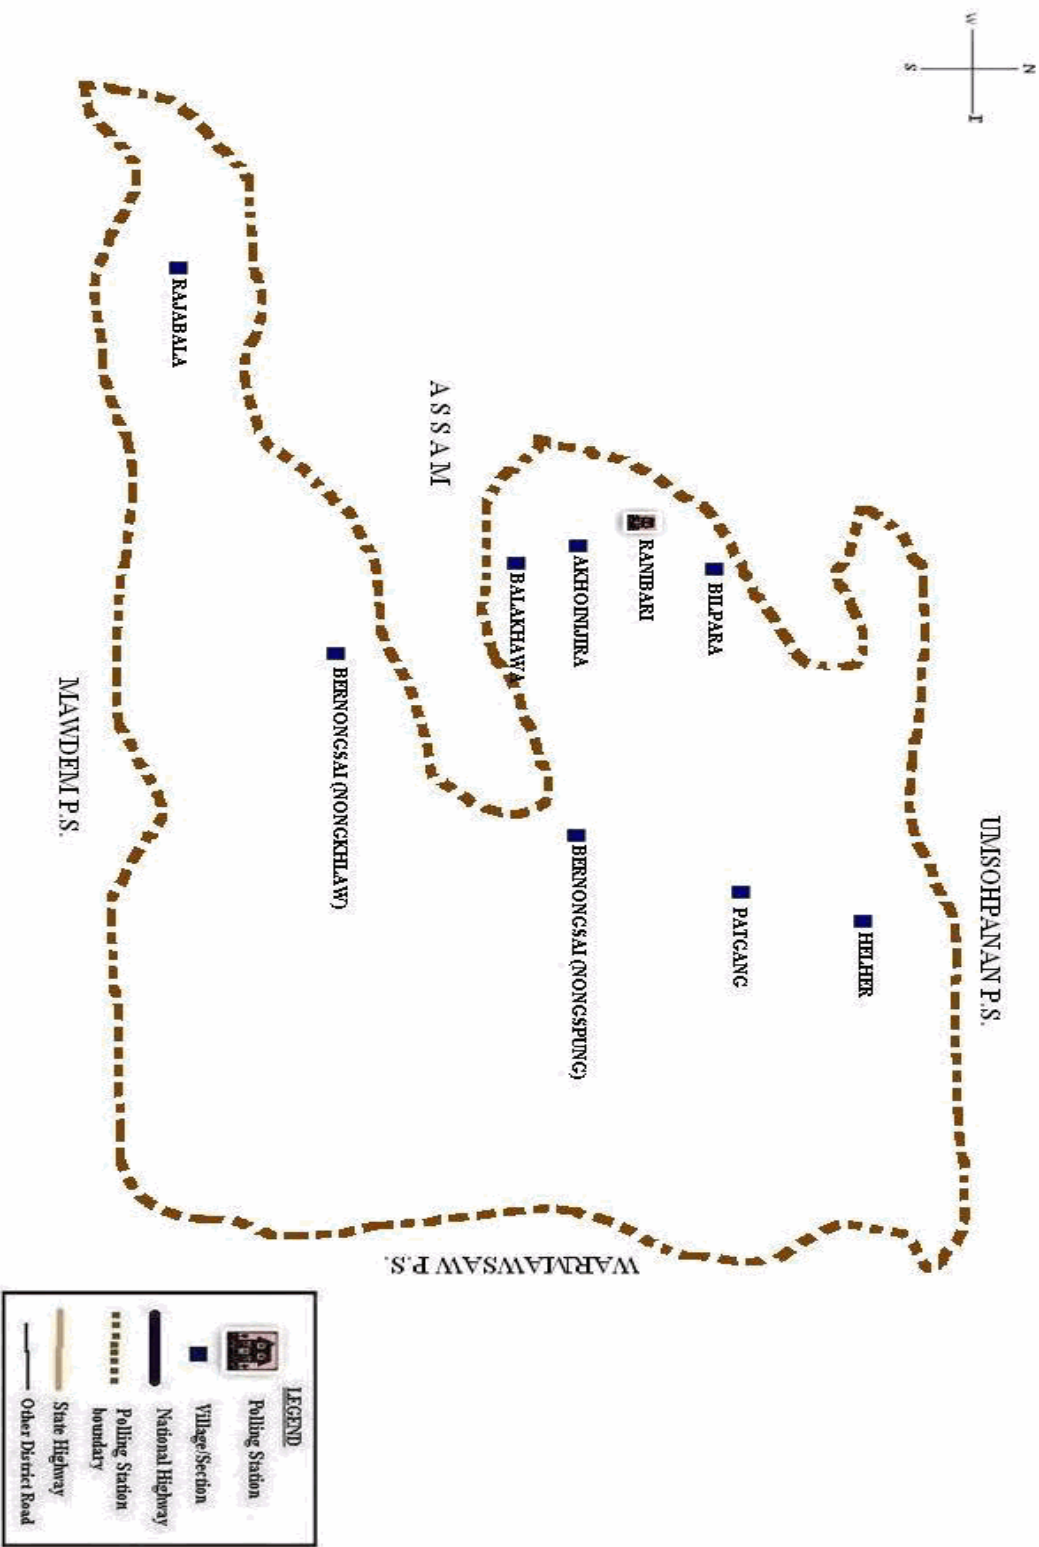 W
N
S
E
UMSOHPANAN P.S.
HELHER
PATGANG
BILPARA
RANIBARI
AKHOINIJIRA
BERNONGSAI (NONGSPUNG)
BALAKHAWA
ASSAM
BERNONGSAI (NONGKHLAW)
RAJABALA
MAWDEM P.S.
WARMAWSAW P.S.
LEGEND
Polling Station
Village/Section
National Highway
Polling Station
boundary
State Highway
Other District Road